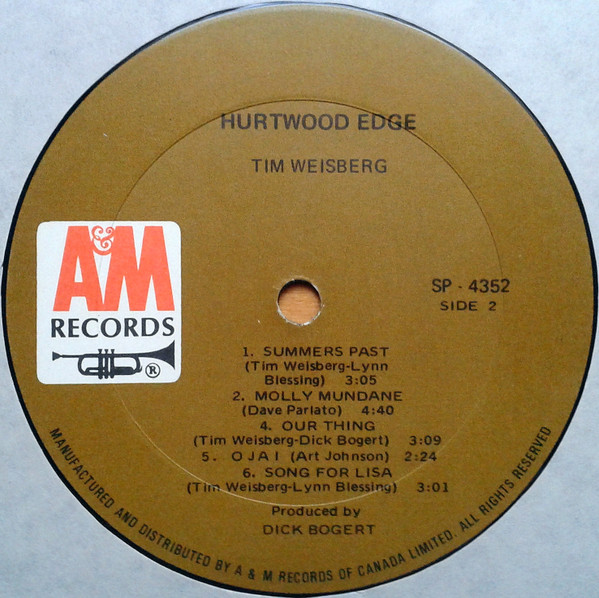 HURTWOOD EDGE
TIM WEISBERG
A&M
RECORDS
®
SP - 4352
SIDE 2
1. SUMMERS PAST
(Tim Weisberg-Lynn
Blessing) 3:05
2. MOLLY MUNDANE
(Dave Parlato) 4:40
4. OUR THING
(Tim Weisberg-Dick Bogert) 3:09
5. OJAI (Art Johnson) 2:24
6. SONG FOR LISA
(Tim Weisberg-Lynn Blessing) 3:01
Produced by
DICK BOGERT
MANUFACTURED AND DISTRIBUTED BY A & M RECORDS OF CANADA LIMITED. ALL RIGHTS RESERVED